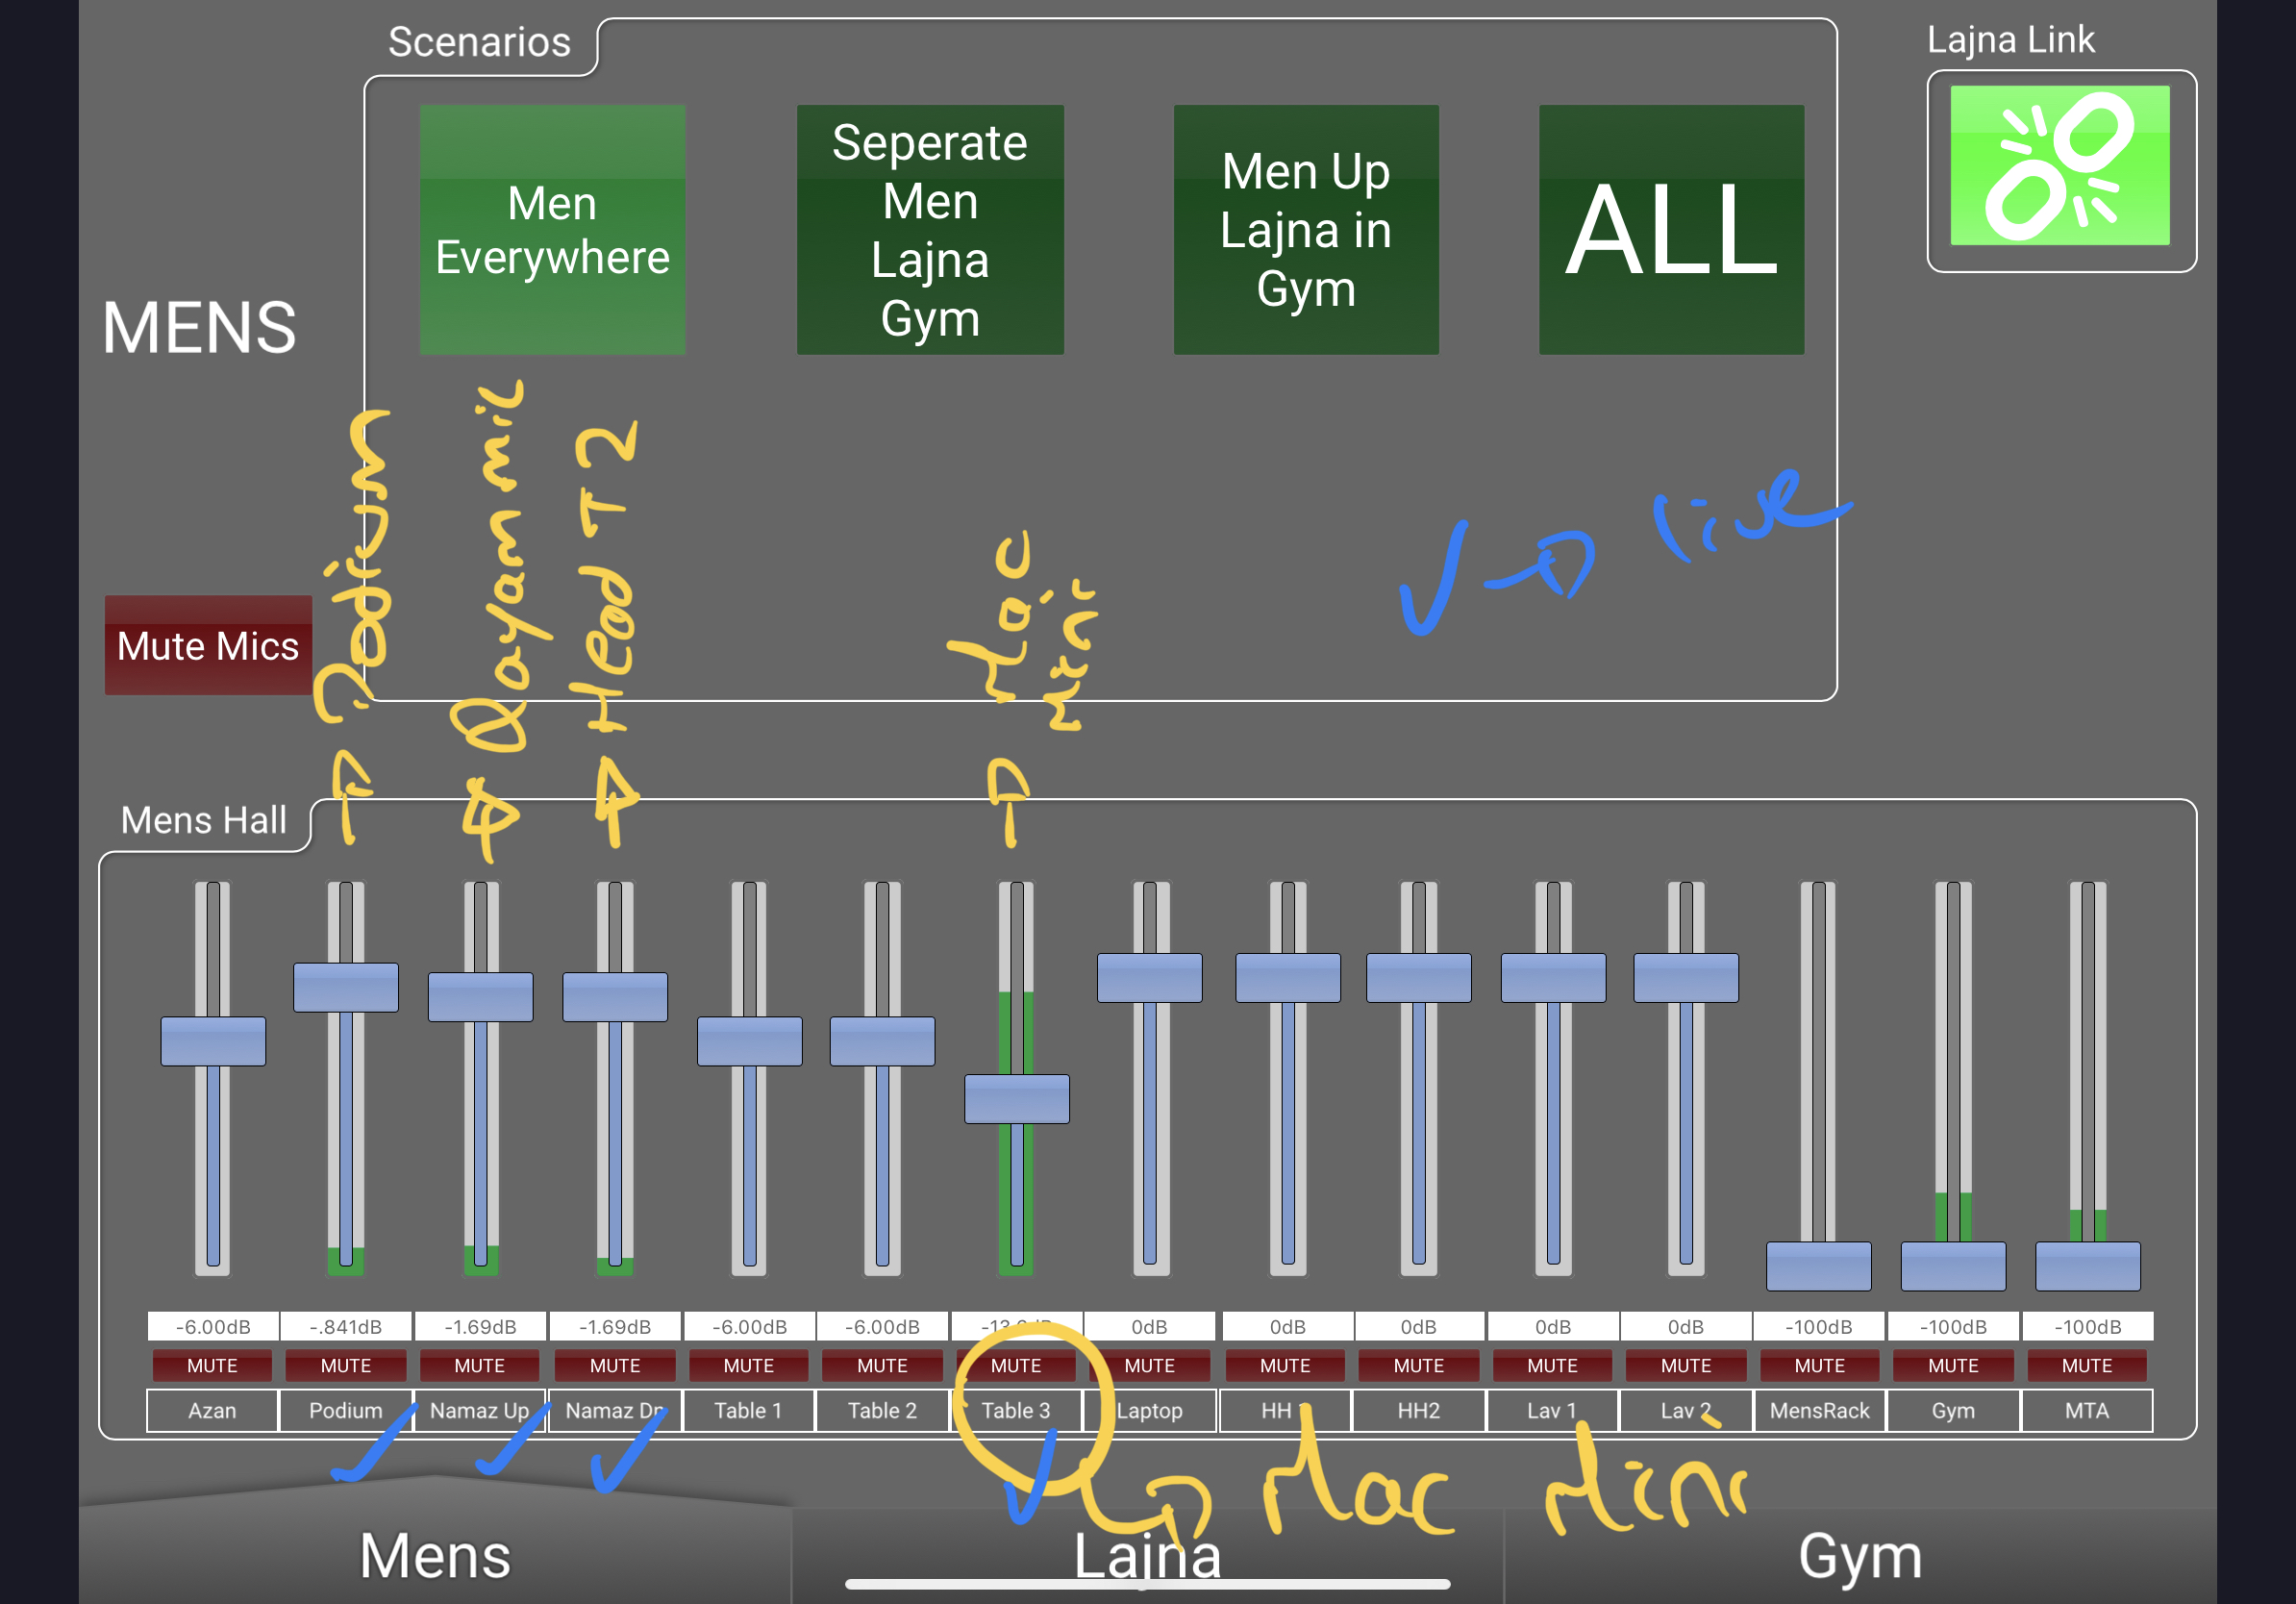 Scenarios
Lajna Link
Men Everywhere
Seperate Men Lajna Gym
Men Up Lajna in Gym
ALL
MENS
Mute Mics
Podium
Qayam mic
Head T2
Mac Mini
live
Mens Hall
-6.00dB -.841dB -1.69dB -1.69dB -6.00dB -6.00dB 0dB 0dB 0dB 0dB 0dB -100dB -100dB -100dB
MUTE MUTE MUTE MUTE MUTE MUTE MUTE MUTE MUTE MUTE MUTE MUTE MUTE MUTE MUTE
Azan Podium Namaz Up Namaz Dn Table 1 Table 2 Table 3 Laptop HH HH2 Lav 1 Lav 2 MensRack Gym MTA
Mac Mini
Mens Lajna Gym